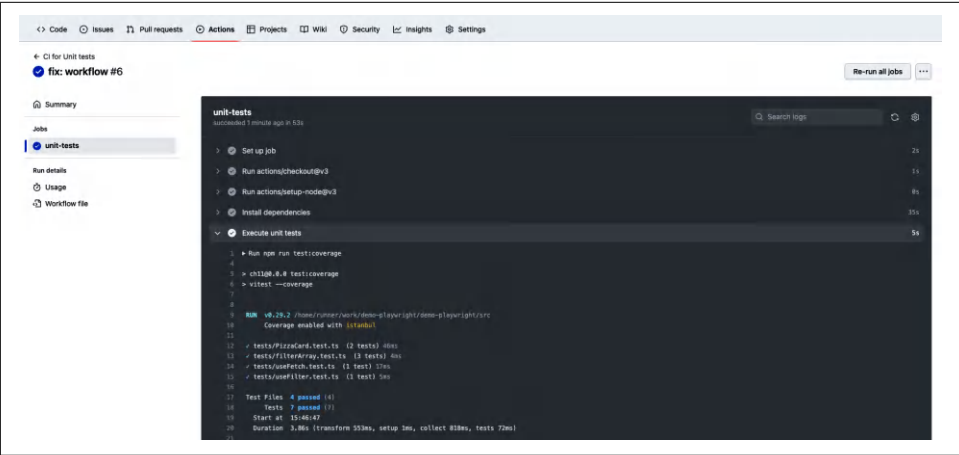 Code Issues Pull requests Actions Projects Wiki Security Insights Settings
← CI for Unit tests
fix: workflow #6
Re-run all jobs ...
Summary
Jobs
unit-tests
Run details
Usage
Workflow file
unit-tests
succeeded 1 minute ago in 53s
Search logs
Set up job 2s
Run actions/checkout@v3 1s
Run actions/setup-node@v3 0s
Install dependencies 35s
Execute unit tests 5s
1 ▸ Run npm run test:coverage
4
5 > ch11@0.0.0 test:coverage
6 > vitest --coverage
7
8
9 RUN v0.29.2 /home/runner/work/demo-playwright/demo-playwright/src
10 Coverage enabled with istanbul
11
12 ✓ tests/PizzaCard.test.ts (2 tests) 46ms
13 ✓ tests/filterArray.test.ts (3 tests) 4ms
14 ✓ tests/useFetch.test.ts (1 test) 17ms
15 ✓ tests/useFilter.test.ts (1 test) 5ms
16
17 Test Files 4 passed (4)
18 Tests 7 passed (7)
19 Start at 15:46:47
20 Duration 3.86s (transform 553ms, setup 1ms, collect 818ms, tests 72ms)